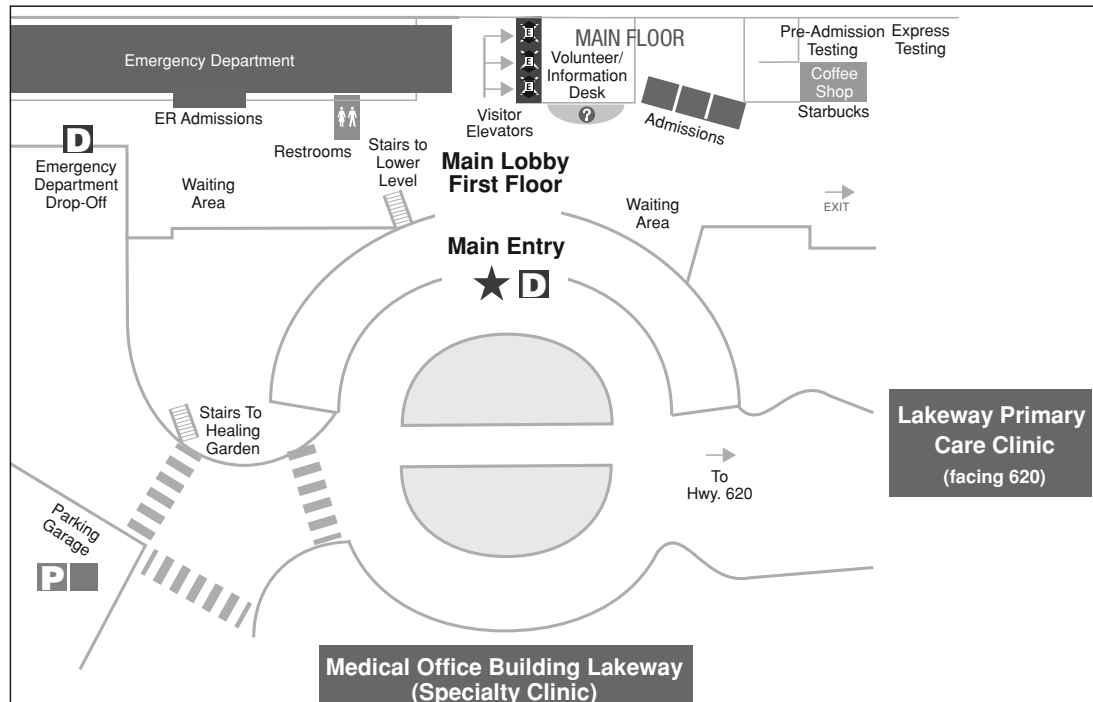 MAIN FLOOR
Pre-Admission
Testing
Express
Testing
Emergency Department
E
E
E
Volunteer/
Information
Desk
?
Coffee
Shop
Starbucks
ER Admissions
Visitor
Elevators
Admissions
D
Emergency
Department
Drop-Off
Restrooms
Stairs to
Lower
Level
Main Lobby
First Floor
Waiting
Area
Waiting
Area
EXIT
Main Entry
D
Stairs To
Healing
Garden
To
Hwy. 620
Lakeway Primary
Care Clinic
(facing 620)
Parking
Garage
P
Medical Office Building Lakeway
(Specialty Clinic)